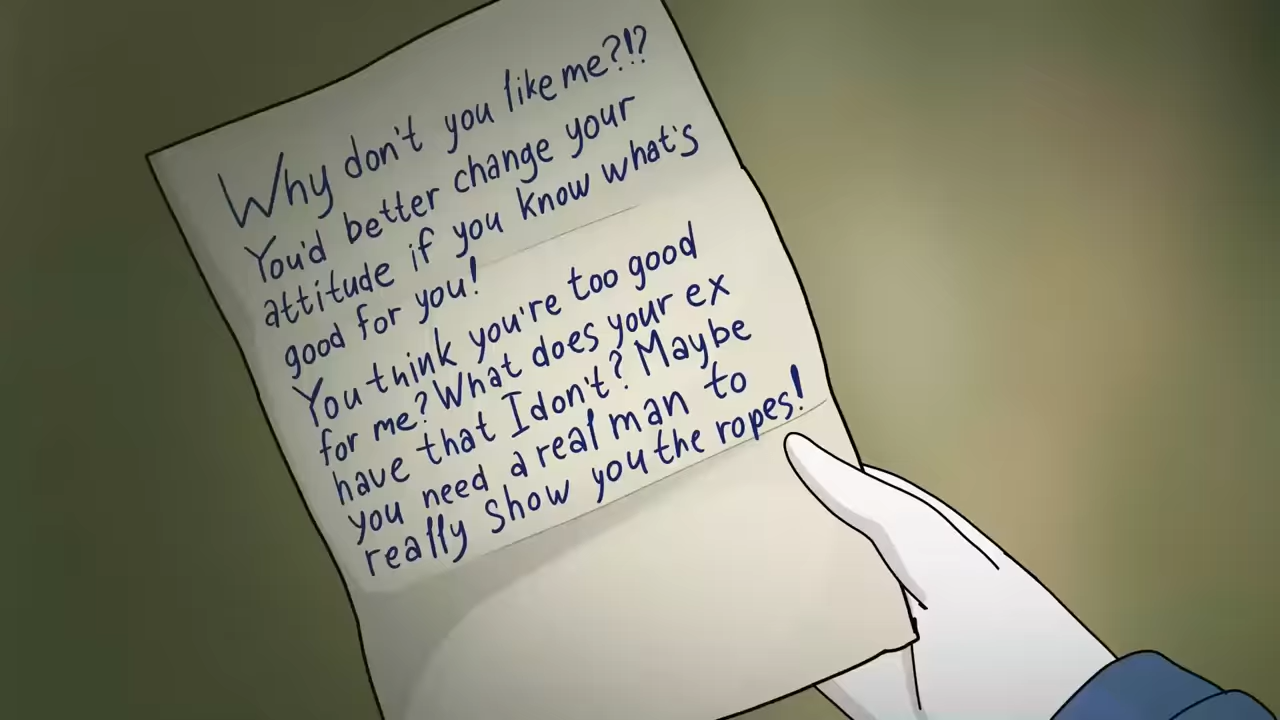 Why don't you like me?!?
You'd better change your
attitude if you know what's
good for you!
You think you're too good
for me? What does your ex
have that I don't? Maybe
you need a real man to
really show you the ropes!